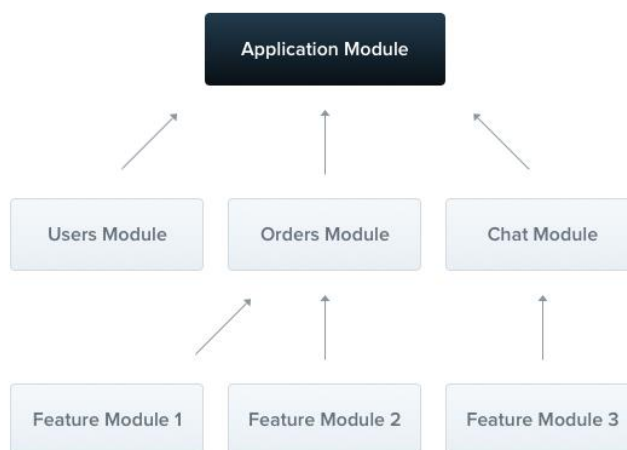 Application Module
Users Module
Orders Module
Chat Module
Feature Module 1
Feature Module 2
Feature Module 3